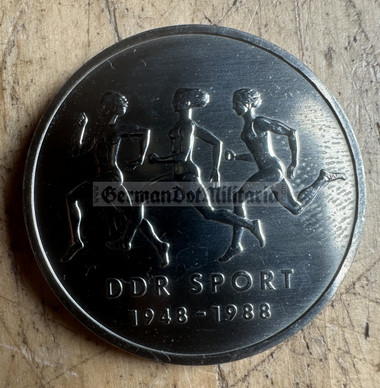 GermanDotMilitaria
DDR SPORT
1948-1988